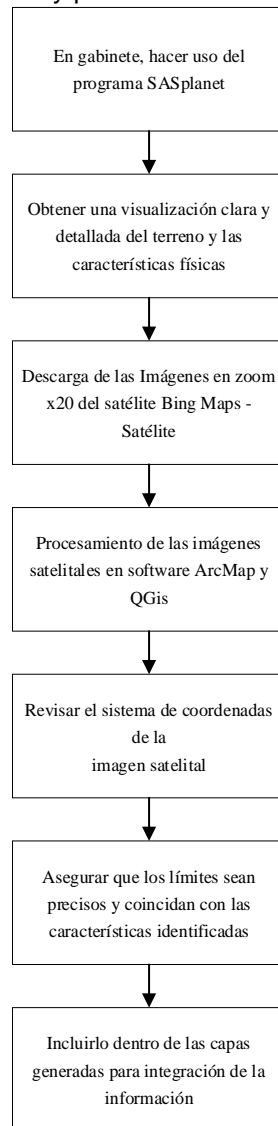 En gabinete, hacer uso del
programa SASplanet
Obtener una visualización clara y
detallada del terreno y las
características físicas
Descarga de las Imágenes en zoom
x20 del satélite Bing Maps -
Satélite
Procesamiento de las imágenes
satelitales en software ArcMap y
QGis
Revisar el sistema de coordenadas
de la
imagen satelital
Asegurar que los límites sean
precisos y coincidan con las
características identificadas
Incluirlo dentro de las capas
generadas para integración de la
información